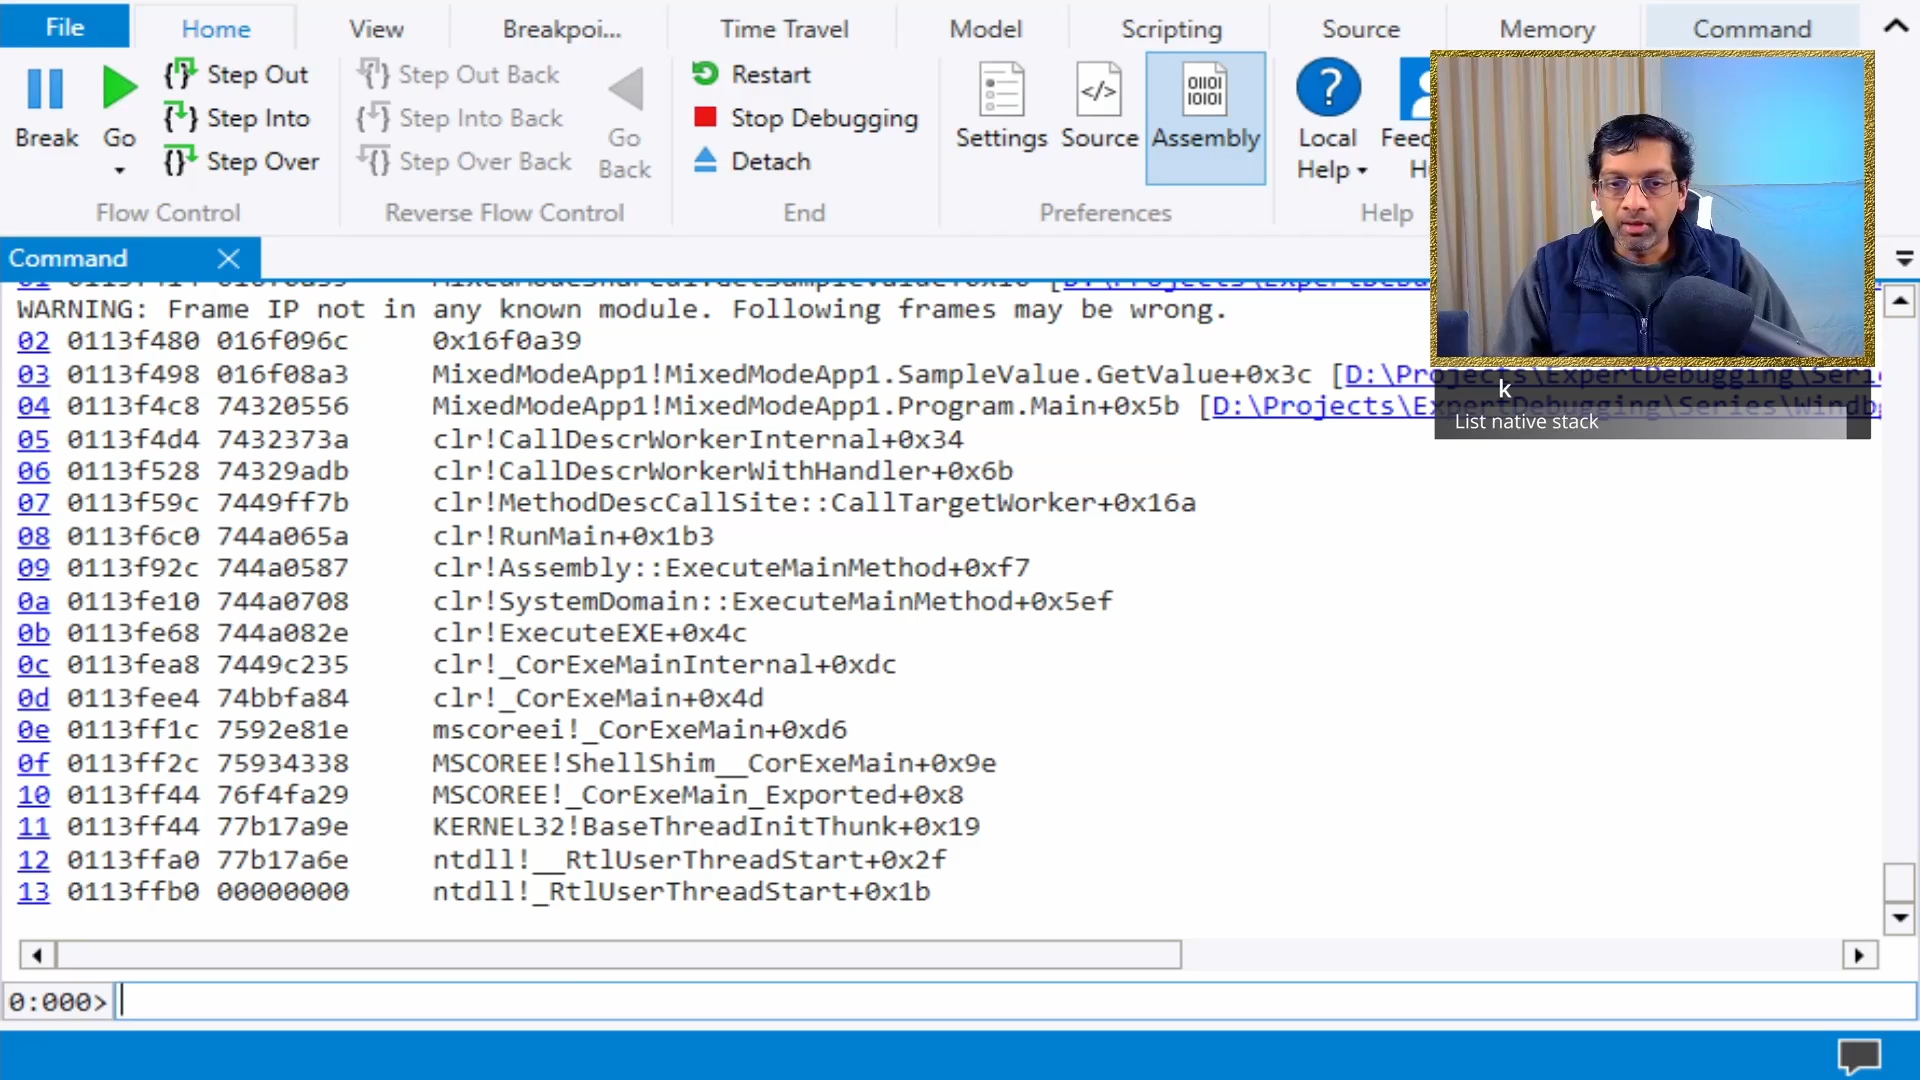 File Home View Breakpoi... Time Travel Model Scripting Source Memory Command
Step Out Step Out Back Restart
Break Go Step Into Step Into Back Go Back Stop Debugging Settings Source Assembly Local Help
Step Over Step Over Back Detach
Flow Control Reverse Flow Control End Preferences Help
Command
WARNING: Frame IP not in any known module. Following frames may be wrong.
02 0113f480 016f096c 0x16f0a39
03 0113f498 016f08a3 MixedModeApp1!MixedModeApp1.SampleValue.GetValue+0x3c [D:\Projects\ExpertDebugging\Serie
04 0113f4c8 74320556 MixedModeApp1!MixedModeApp1.Program.Main+0x5b [D:\Projects\ExpertDebugging\Series\Windb
05 0113f4d4 7432373a clr!CallDescrWorkerInternal+0x34
06 0113f528 74329adb clr!CallDescrWorkerWithHandler+0x6b
07 0113f59c 7449ff7b clr!MethodDescCallSite::CallTargetWorker+0x16a
08 0113f6c0 744a065a clr!RunMain+0x1b3
09 0113f92c 744a0587 clr!Assembly::ExecuteMainMethod+0xf7
0a 0113fe10 744a0708 clr!SystemDomain::ExecuteMainMethod+0x5ef
0b 0113fe68 744a082e clr!ExecuteEXE+0x4c
0c 0113fea8 7449c235 clr!_CorExeMainInternal+0xdc
0d 0113fee4 74bbfa84 clr!_CorExeMain+0x4d
0e 0113ff1c 7592e81e mscoreei!_CorExeMain+0xd6
0f 0113ff2c 75934338 MSCOREE!ShellShim__CorExeMain+0x9e
10 0113ff44 76f4fa29 MSCOREE!_CorExeMain_Exported+0x8
11 0113ff44 77b17a9e KERNEL32!BaseThreadInitThunk+0x19
12 0113ffa0 77b17a6e ntdll!__RtlUserThreadStart+0x2f
13 0113ffb0 00000000 ntdll!_RtlUserThreadStart+0x1b
k
List native stack
0:000>